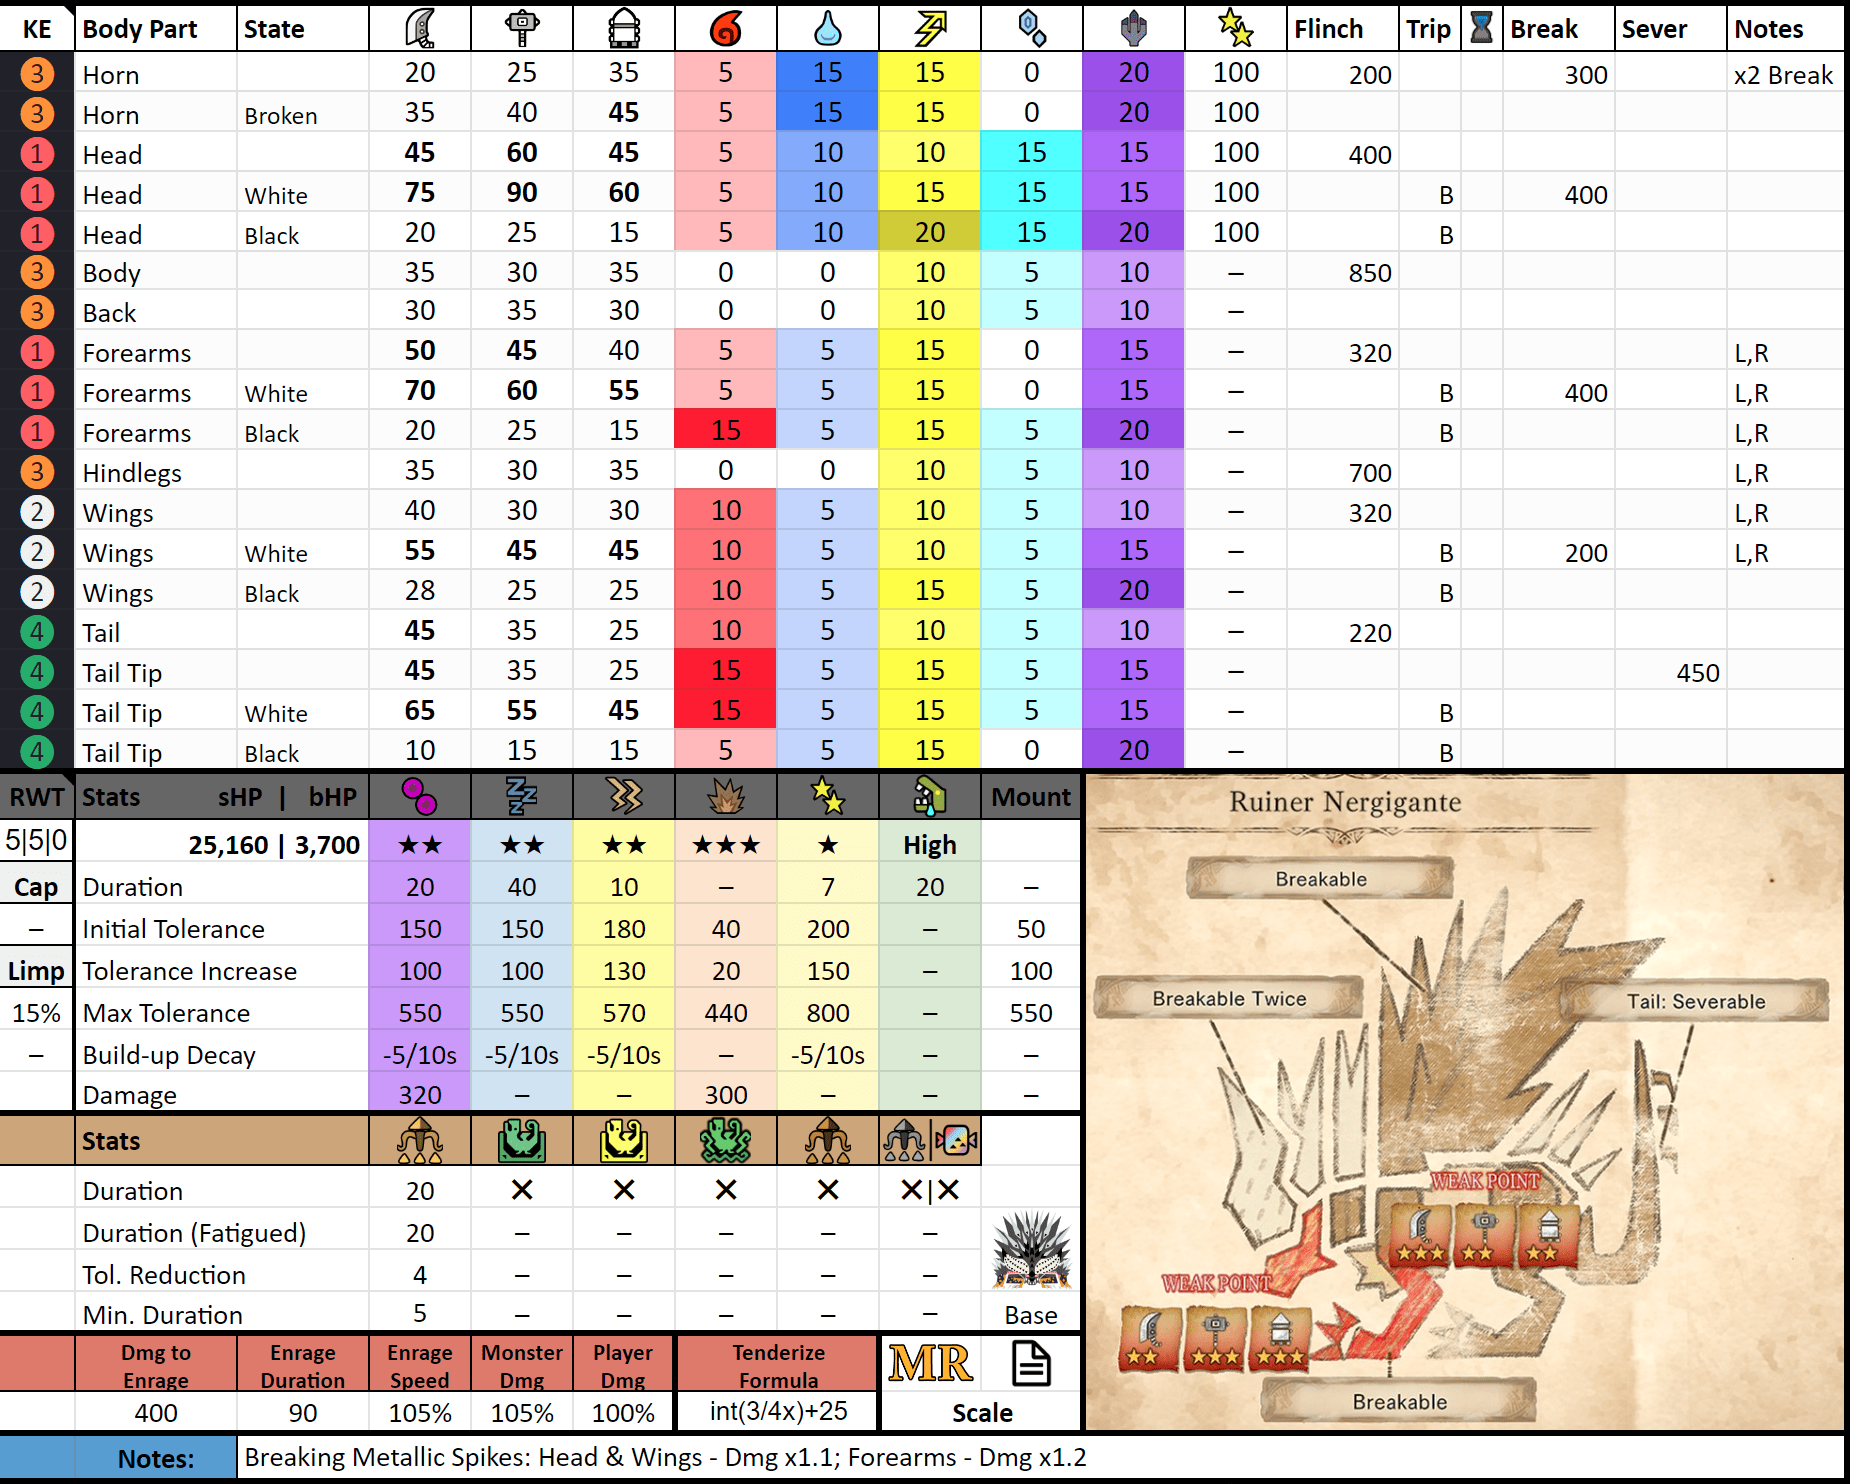 KE Body Part State Flinch Trip Break Sever Notes
3 Horn 20 25 35 5 15 15 0 20 100 200 300 x2 Break
3 Horn Broken 35 40 45 5 15 15 0 20 100
1 Head 45 60 45 5 10 10 15 15 100 400
1 Head White 75 90 60 5 10 15 15 15 100 B 400
1 Head Black 20 25 15 5 10 20 15 20 100 B
3 Body 35 30 35 0 0 10 5 10 – 850
3 Back 30 35 30 0 0 10 5 10 –
1 Forearms 50 45 40 5 5 15 0 15 – 320 L,R
1 Forearms White 70 60 55 5 5 15 0 15 – B 400 L,R
1 Forearms Black 20 25 15 15 5 15 5 20 – B L,R
3 Hindlegs 35 30 35 0 0 10 5 10 – 700 L,R
2 Wings 40 30 30 10 5 10 5 10 – 320 L,R
2 Wings White 55 45 45 10 5 10 5 15 – B 200 L,R
2 Wings Black 28 25 25 10 5 15 5 20 – B
4 Tail 45 35 25 10 5 10 5 10 – 220
4 Tail Tip 45 35 25 15 5 15 5 15 – 450
4 Tail Tip White 65 55 45 15 5 15 5 15 – B
4 Tail Tip Black 10 15 15 5 5 15 0 20 – B
RWT Stats sHP | bHP Mount
5|5|0 25,160 | 3,700 ★★ ★★ ★★ ★★★ ★ High
Cap Duration 20 40 10 – 7 20 –
– Initial Tolerance 150 150 180 40 200 – 50
Limp Tolerance Increase 100 100 130 20 150 – 100
15% Max Tolerance 550 550 570 440 800 – 550
– Build-up Decay -5/10s -5/10s -5/10s – -5/10s – –
Damage 320 – – 300 – – –
Stats
Duration 20 ✕ ✕ ✕ ✕ ✕|✕
Duration (Fatigued) 20 – – – – –
Tol. Reduction 4 – – – – –
Min. Duration 5 – – – – – Base
Dmg to Enrage Enrage Duration Enrage Speed Monster Dmg Player Dmg Tenderize Formula MR
400 90 105% 105% 100% int(3/4x)+25 Scale
Notes: Breaking Metallic Spikes: Head & Wings - Dmg x1.1; Forearms - Dmg x1.2
Ruiner Nergigante
Breakable
Breakable Twice
Tail: Severable
WEAK POINT
★★★ ★★ ★★
WEAK POINT
★★ ★★★ ★★★
Breakable